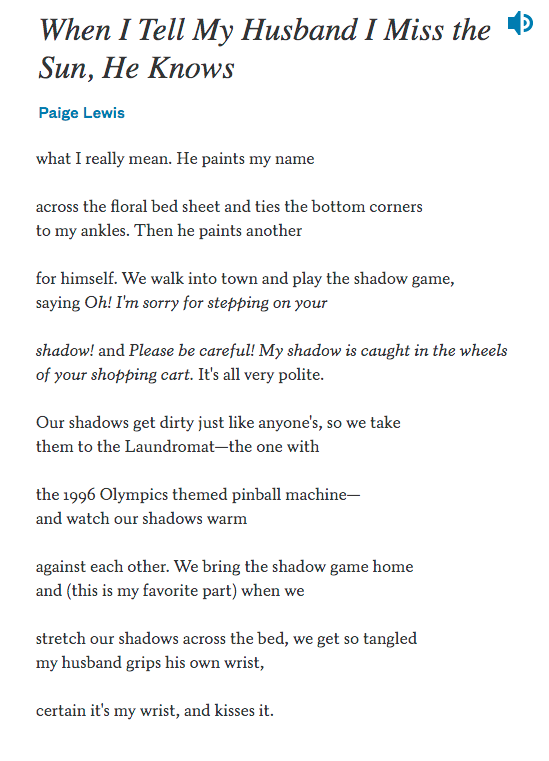 When I Tell My Husband I Miss the
Sun, He Knows
Paige Lewis
what I really mean. He paints my name
across the floral bed sheet and ties the bottom corners
to my ankles. Then he paints another
for himself. We walk into town and play the shadow game,
saying Oh! I'm sorry for stepping on your
shadow! and Please be careful! My shadow is caught in the wheels
of your shopping cart. It's all very polite.
Our shadows get dirty just like anyone's, so we take
them to the Laundromat—the one with
the 1996 Olympics themed pinball machine—
and watch our shadows warm
against each other. We bring the shadow game home
and (this is my favorite part) when we
stretch our shadows across the bed, we get so tangled
my husband grips his own wrist,
certain it's my wrist, and kisses it.